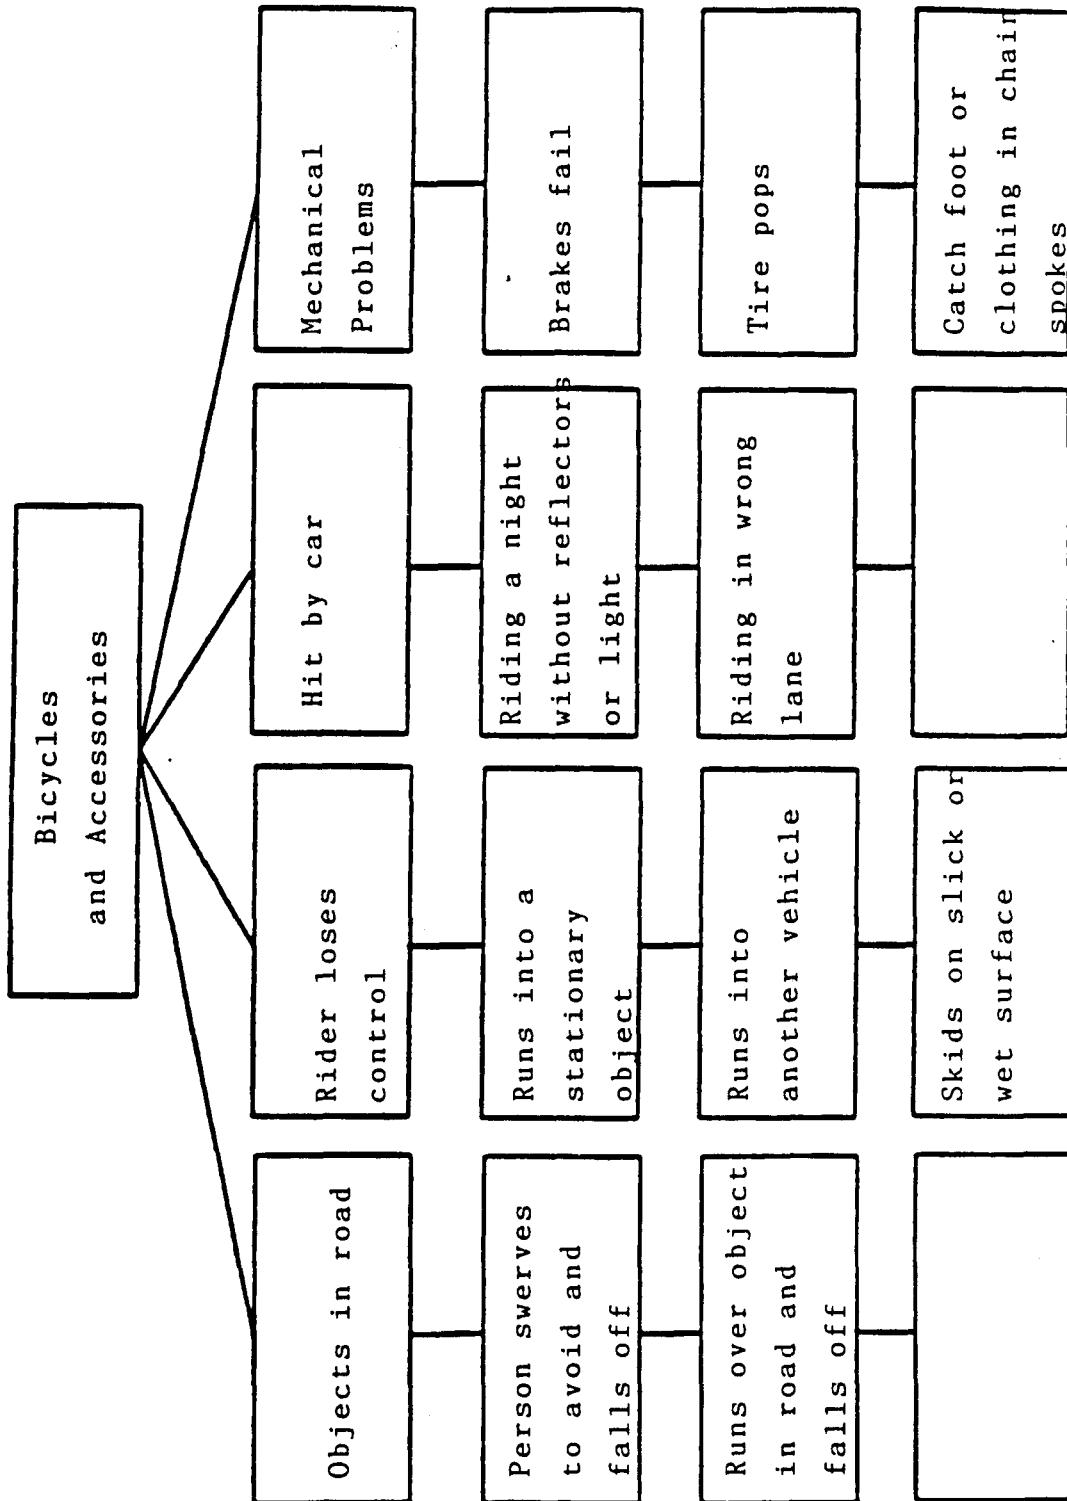 Bicycles
and Accessories
Objects in road
Person swerves
to avoid and
falls off
Runs over object
in road and
falls off
Rider loses
control
Runs into a
stationary
object
Runs into
another vehicle
Skids on slick or
wet surface
Hit by car
Riding a night
without reflectors
or light
Riding in wrong
lane
Mechanical
Problems
Brakes fail
Tire pops
Catch foot or
clothing in chain
spokes